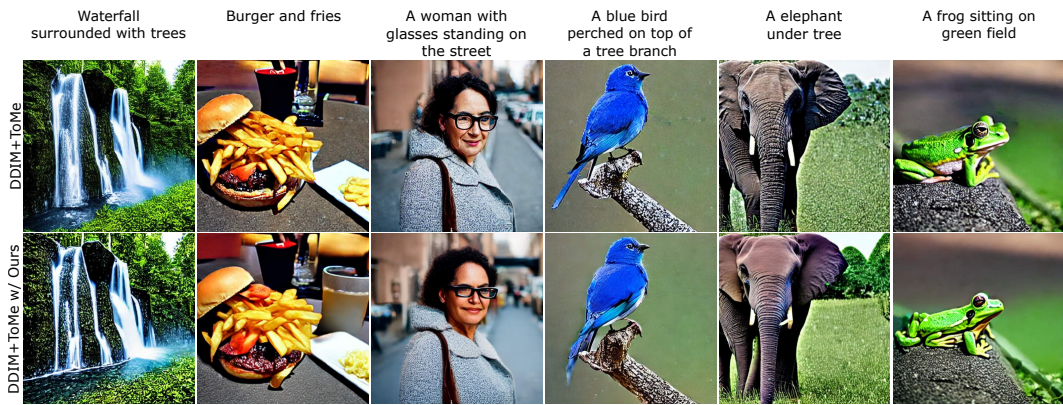 Waterfall
surrounded with trees
Burger and fries
A woman with
glasses standing on
the street
A blue bird
perched on top of
a tree branch
A elephant
under tree
A frog sitting on
green field
DDIM+ToMe
DDIM+ToMe w/ Ours